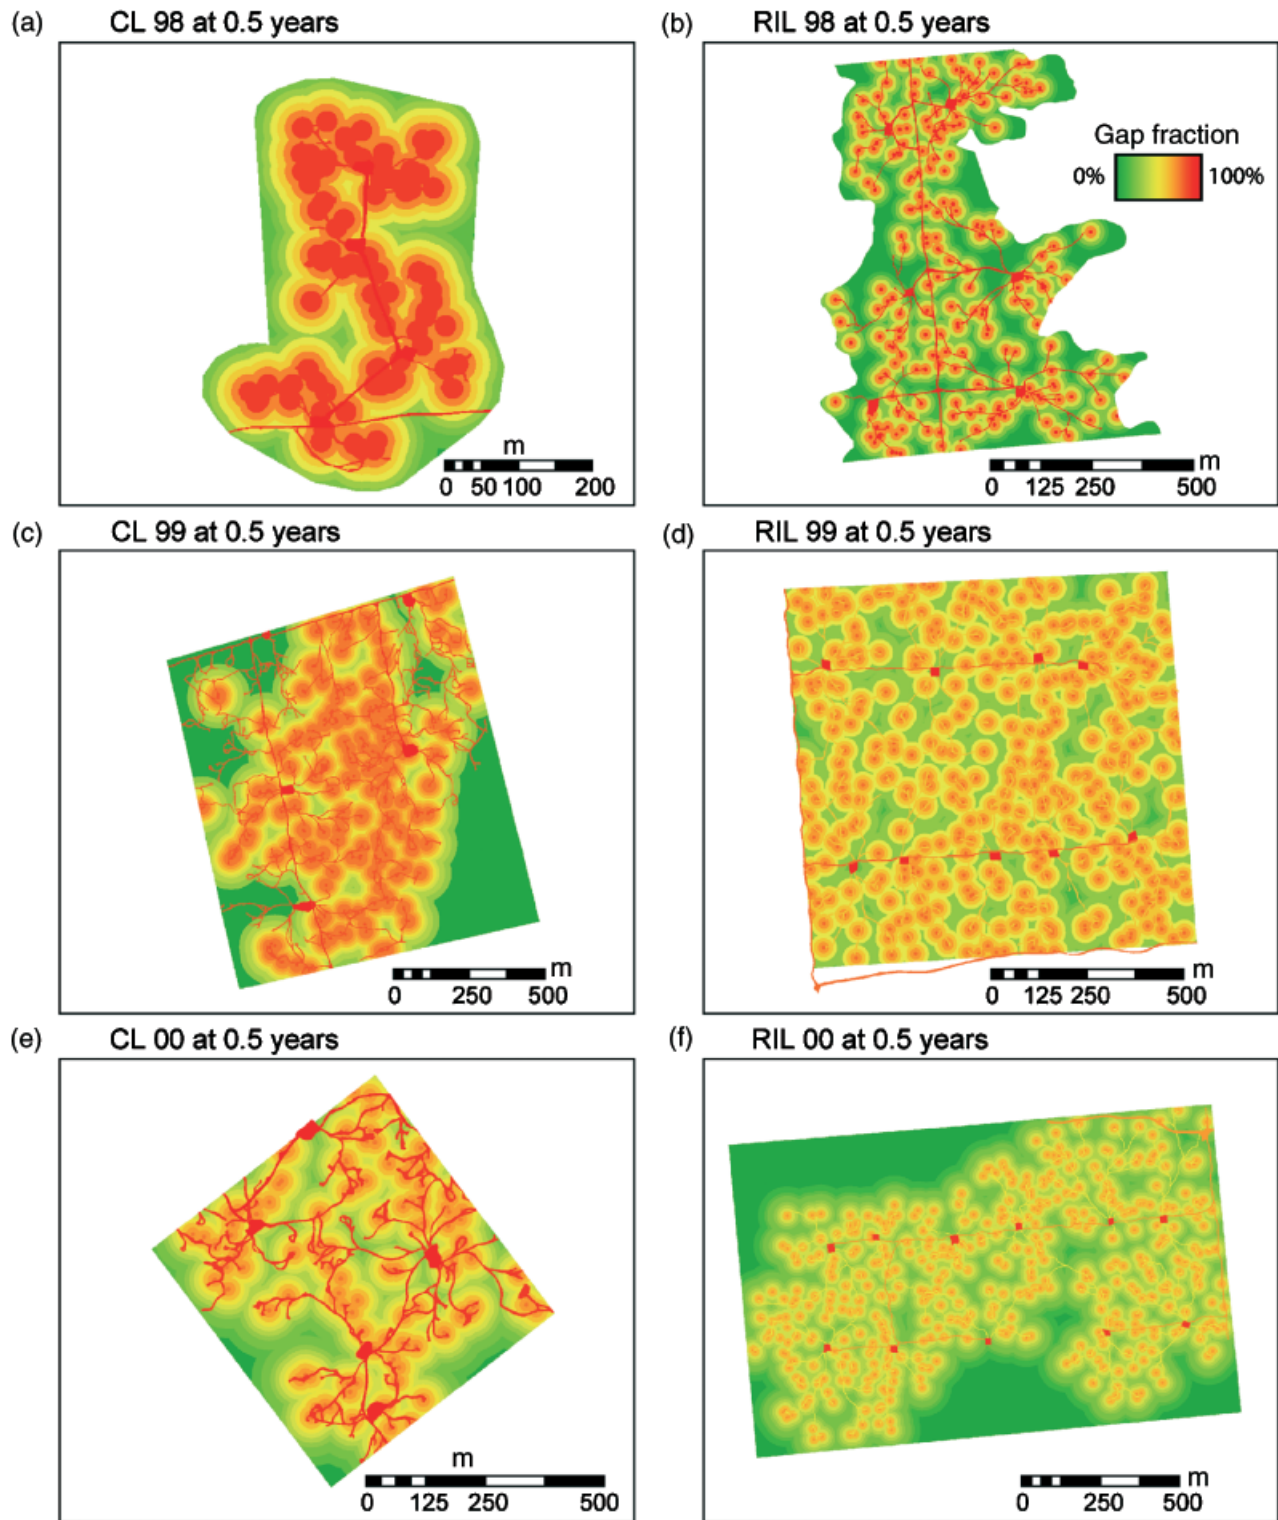 (a) CL 98 at 0.5 years
(b) RIL 98 at 0.5 years
Gap fraction
0% 100%
m
0 50 100 200
m
0 125 250 500
(c) CL 99 at 0.5 years
(d) RIL 99 at 0.5 years
m
0 250 500
m
0 125 250 500
(e) CL 00 at 0.5 years
(f) RIL 00 at 0.5 years
m
0 125 250 500
m
0 250 500